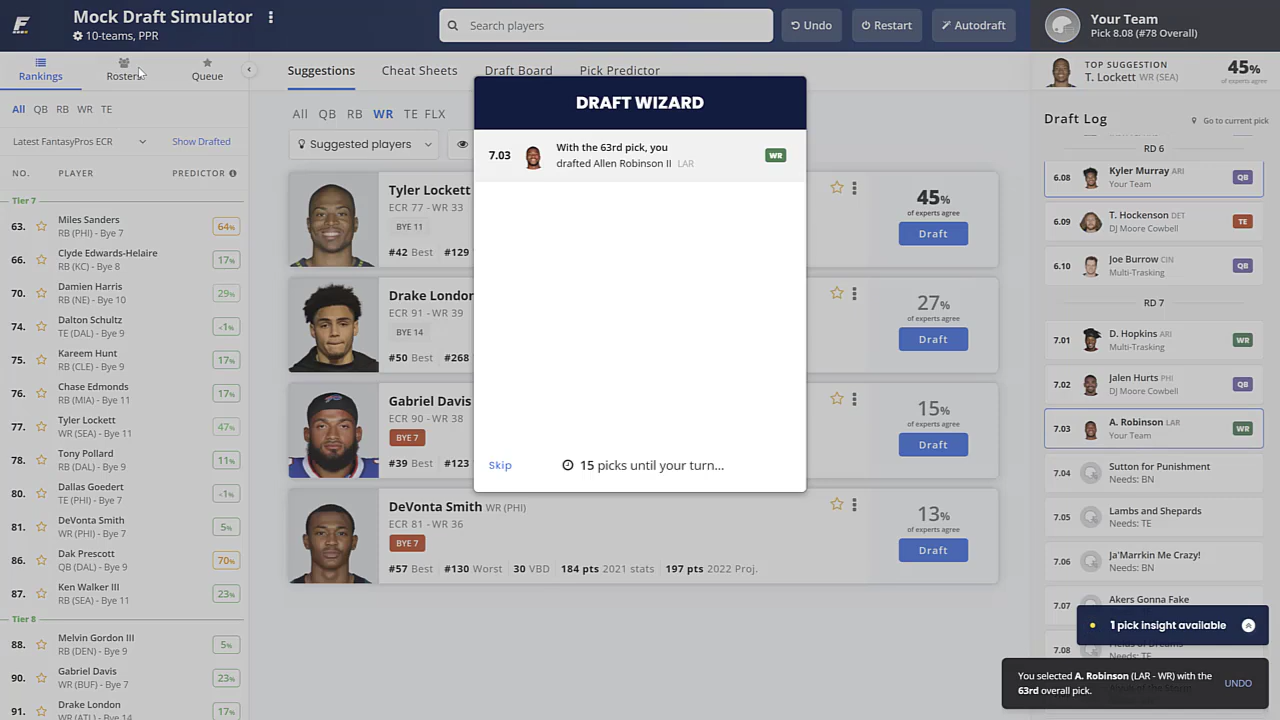 Mock Draft Simulator
10-teams, PPR
Search players
Undo
Restart
Autodraft
Your Team
Pick 8.08 (#78 Overall)
Rankings
Rosters
Queue
Suggestions
Cheat Sheets
Draft Board
Pick Predictor
TOP SUGGESTION
T. Lockett WR (SEA)
45%
All QB RB WR TE
Latest FantasyPros ECR
Show Drafted
NO. PLAYER PREDICTOR
Tier 7
63. Miles Sanders
RB (PHI) - Bye 7
64%
66. Clyde Edwards-Helaire
RB (KC) - Bye 8
17%
70. Damien Harris
RB (NE) - Bye 10
29%
74. Dalton Schultz
TE (DAL) - Bye 9
-1%
75. Kareem Hunt
RB (CLE) - Bye 9
17%
76. Chase Edmonds
RB (MIA) - Bye 11
17%
77. Tyler Lockett
WR (SEA) - Bye 11
47%
78. Tony Pollard
RB (DAL) - Bye 9
11%
80. Dallas Goedert
TE (PHI) - Bye 7
-1%
81. DeVonta Smith
WR (PHI) - Bye 7
5%
86. Dak Prescott
QB (DAL) - Bye 9
70%
87. Ken Walker III
RB (SEA) - Bye 11
23%
Tier 8
88. Melvin Gordon III
RB (DEN) - Bye 9
5%
90. Gabriel Davis
WR (BUF) - Bye 7
23%
91. Drake London
WR (ATL) - Bye 14
17%
All QB RB WR TE FLX
Suggested players
Tyler Lockett
ECR 77 - WR 33
BYE 11
#42 Best #129
45%
of experts agree
Draft
Drake London
ECR 91 - WR 39
BYE 14
#50 Best #268
27%
of experts agree
Draft
Gabriel Davis
ECR 90 - WR 38
BYE 7
#39 Best #123
15%
of experts agree
Draft
DeVonta Smith WR (PHI)
ECR 81 - WR 36
BYE 7
#57 Best #130 Worst 30 VBD 184 pts 2021 stats 197 pts 2022 Proj.
13%
of experts agree
Draft
DRAFT WIZARD
7.03
With the 63rd pick, you
drafted Allen Robinson II LAR
WR
Skip
15 picks until your turn...
Draft Log
Go to current pick
RD 6
6.08 Kyler Murray ARI
Your Team
QB
6.09 T. Hockenson DET
DJ Moore Cowbell
TE
6.10 Joe Burrow CIN
Multi-Trasking
QB
RD 7
7.01 D. Hopkins ARI
Multi-Trasking
WR
7.02 Jalen Hurts PHI
DJ Moore Cowbell
QB
7.03 A. Robinson LAR
Your Team
WR
7.04 Sutton for Punishment
Needs: BN
7.05 Lambs and Shepards
Needs: TE
7.06 Ja'Marrkin Me Crazy!
Needs: BN
7.07 Akers Gonna Fake
7.08
Needs: TE
1 pick insight available
You selected A. Robinson (LAR - WR) with the
63rd overall pick.
UNDO